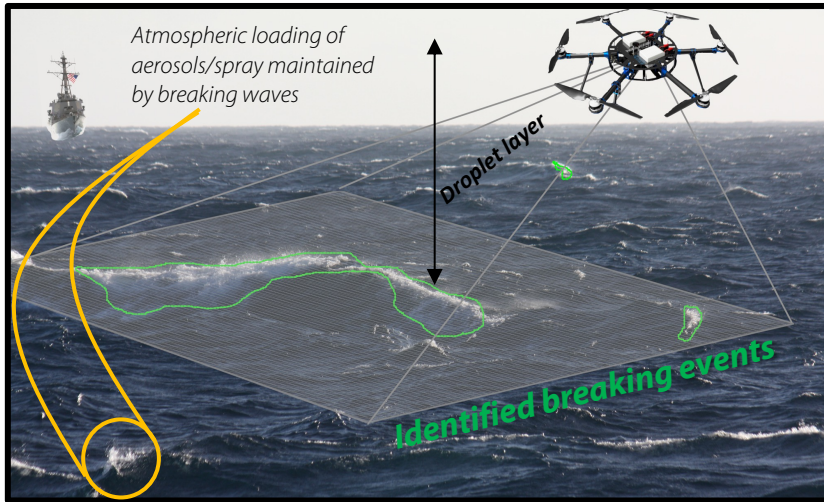 Atmospheric loading of
aerosols/spray maintained
by breaking waves
Droplet layer
Identified breaking events